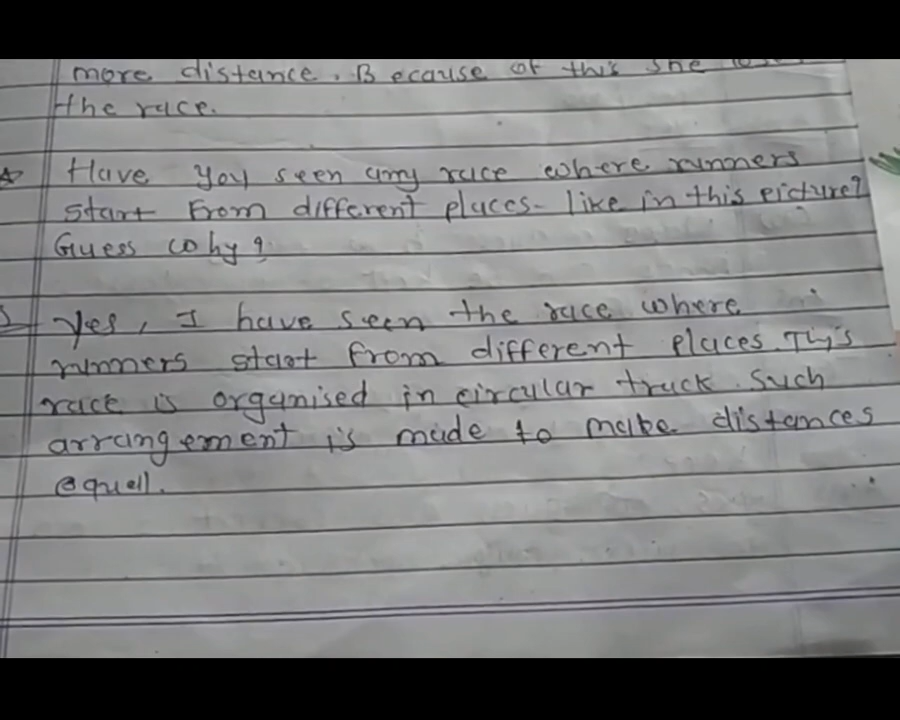 more distance. Because of this she
the race.
Have you seen any race where runners
start from different places- like in this picture?
Guess why?
Yes, I have seen the race where
runners start from different places. This
race is organised in circular track. Such
arrangement is made to make distances
equall.